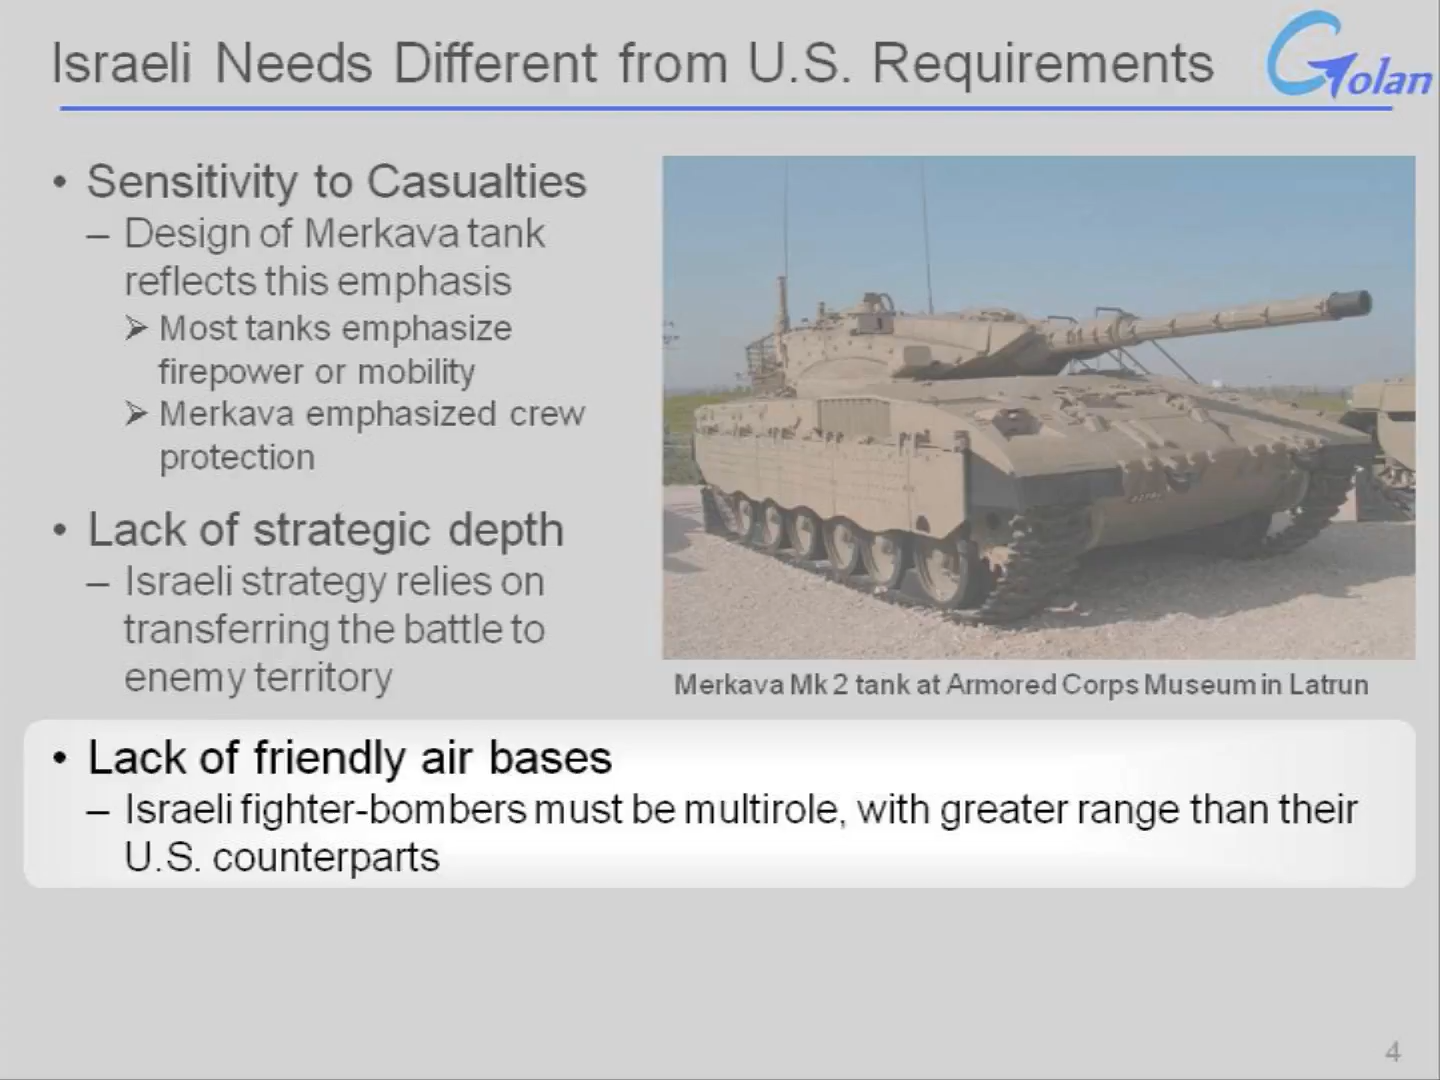 Israeli Needs Different from U.S. Requirements
Golan
• Sensitivity to Casualties
– Design of Merkava tank
reflects this emphasis
➢ Most tanks emphasize
firepower or mobility
➢ Merkava emphasized crew
protection
• Lack of strategic depth
– Israeli strategy relies on
transferring the battle to
enemy territory
Merkava Mk 2 tank at Armored Corps Museum in Latrun
• Lack of friendly air bases
– Israeli fighter-bombers must be multirole, with greater range than their
U.S. counterparts
4